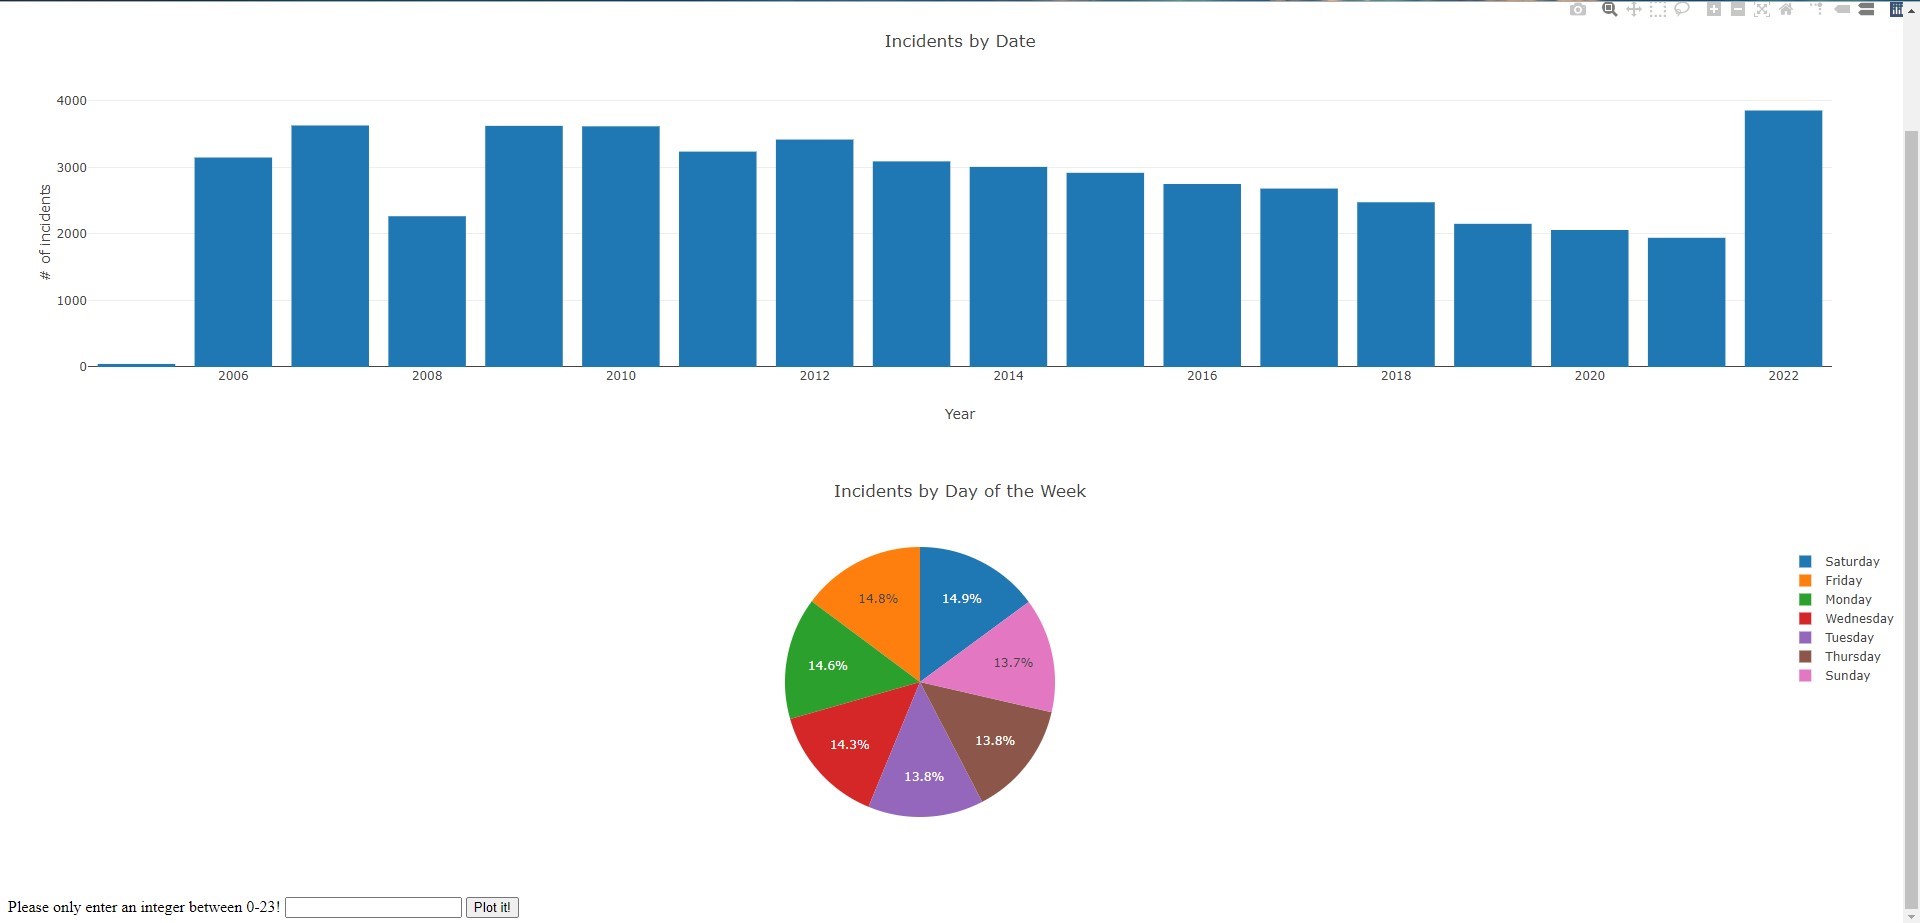 Incidents by Date
4000
3000
2000
1000
0
# of incidents
2006 2008 2010 2012 2014 2016 2018 2020 2022
Year
Incidents by Day of the Week
14.8% 14.9%
14.6% 13.7%
14.3% 13.8%
13.8%
Saturday
Friday
Monday
Wednesday
Tuesday
Thursday
Sunday
Please only enter an integer between 0-23! Plot it!